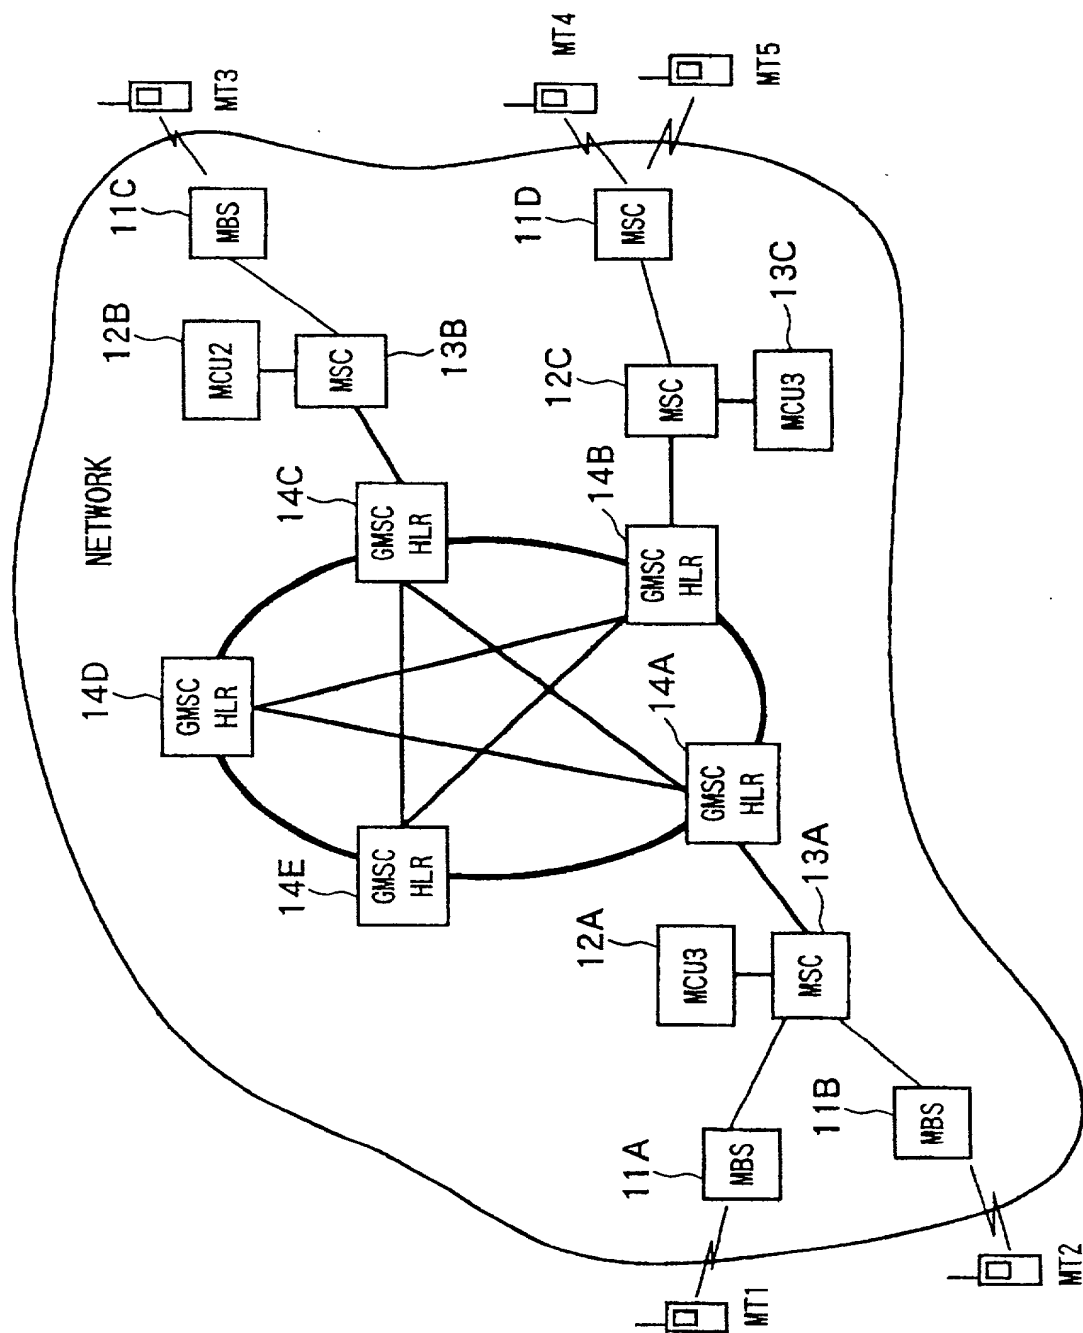 NETWORK
MT3
11C
MBS
12B
MCU2
MSC
13B
MT4
MT5
11D
MSC
12C
MSC
13C
MCU3
14C
GMSC
HLR
14B
GMSC
HLR
14D
GMSC
HLR
14A
GMSC
HLR
14E
GMSC
HLR
13A
MSC
12A
MCU3
11A
MBS
11B
MBS
MT1
MT2